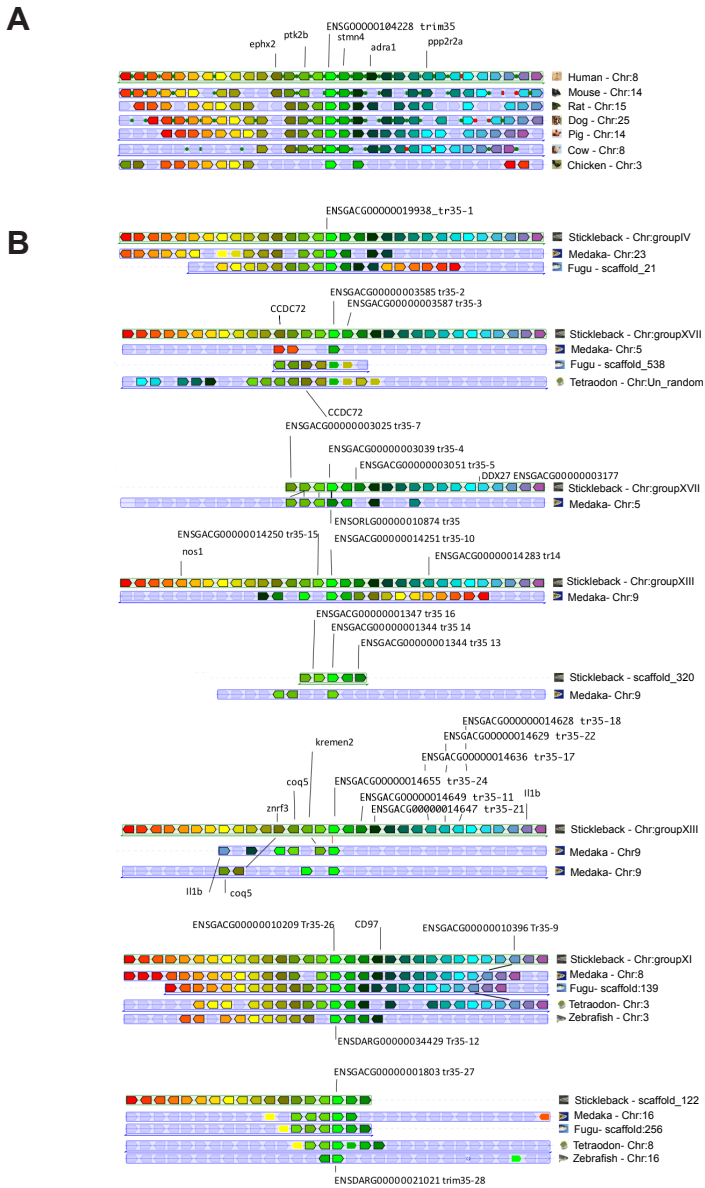 A
ENSG00000104228 trim35
ptk2b
stmn4
ephx2
adra1
ppp2r2a
Human - Chr:8
Mouse - Chr:14
Rat - Chr:15
Dog - Chr:25
Pig - Chr:14
Cow - Chr:8
Chicken - Chr:3
B
ENSGACG00000019938_tr35-1
Stickleback - Chr:groupIV
Medaka- Chr:23
Fugu - scaffold_21
ENSGACG00000003585 tr35-2
ENSGACG00000003587 tr35-3
CCDC72
Stickleback - Chr:groupXVII
Medaka- Chr:5
Fugu - scaffold_538
Tetraodon - Chr:Un_random
CCDC72
ENSGACG00000003025 tr35-7
ENSGACG00000003039 tr35-4
ENSGACG00000003051 tr35-5
DDX27 ENSGACG00000003177
Stickleback - Chr:groupXVII
Medaka- Chr:5
ENSORLG00000010874 tr35
ENSGACG00000014250 tr35-15
ENSGACG00000014251 tr35-10
nos1
ENSGACG00000014283 tr14
Stickleback - Chr:groupXIII
Medaka- Chr:9
ENSGACG00000001347 tr35 16
ENSGACG00000001344 tr35 14
ENSGACG00000001344 tr35 13
Stickleback - scaffold_320
Medaka- Chr:9
ENSGACG000000014628 tr35-18
ENSGACG00000014629 tr35-22
kremen2
ENSGACG00000014636 tr35-17
coq5
ENSGACG00000014655 tr35-24
ENSGACG00000014649 tr35-11
Il1b
znrf3
ENSGACG00000014647 tr35-21
Stickleback - Chr:groupXIII
Medaka - Chr9
Medaka- Chr:9
Il1b
coq5
ENSGACG00000010209 Tr35-26
CD97
ENSGACG00000010396 Tr35-9
Stickleback - Chr:groupXI
Medaka - Chr:8
Fugu- scaffold:139
Tetraodon- Chr:3
Zebrafish - Chr:3
ENSDARG00000034429 Tr35-12
ENSGACG00000001803 tr35-27
Stickleback - scaffold_122
Medaka - Chr:16
Fugu- scaffold:256
Tetraodon- Chr:8
Zebrafish - Chr:16
ENSDARG00000021021 trim35-28